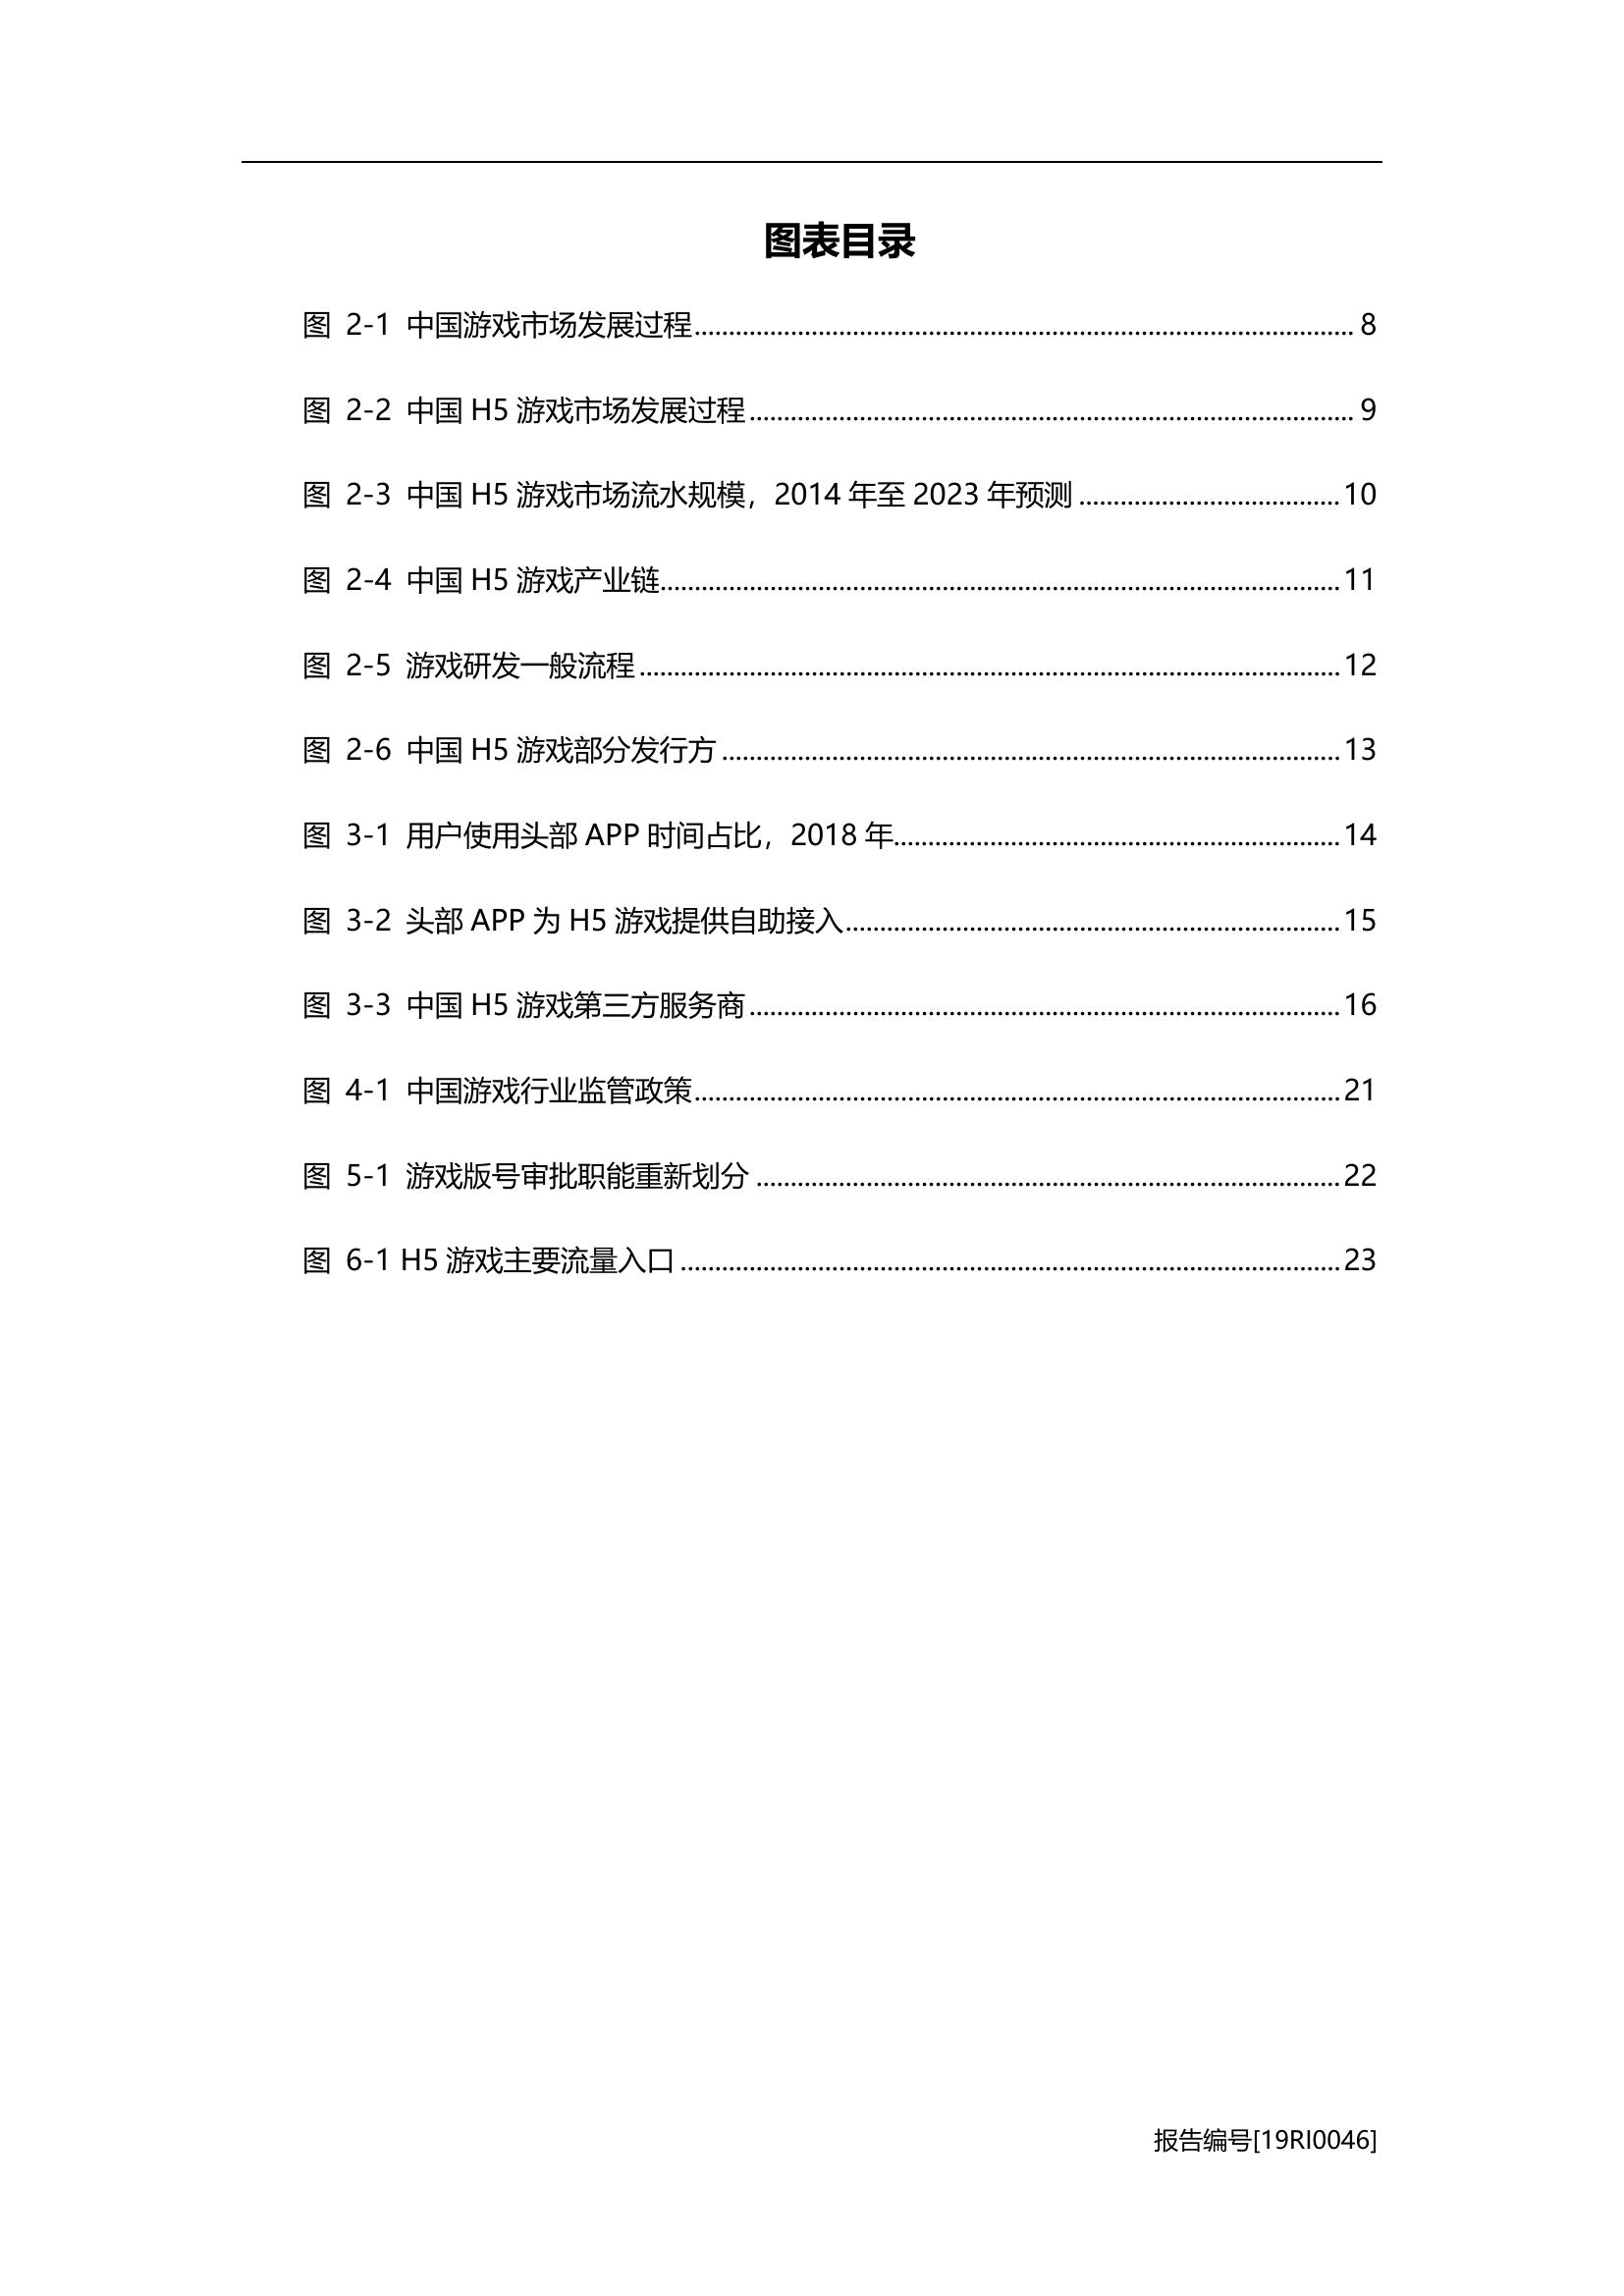 图表目录
图 2-1 中国游戏市场发展过程 8
图 2-2 中国 H5 游戏市场发展过程 9
图 2-3 中国 H5 游戏市场流水规模，2014 年至 2023 年预测 10
图 2-4 中国 H5 游戏产业链 11
图 2-5 游戏研发一般流程 12
图 2-6 中国 H5 游戏部分发行方 13
图 3-1 用户使用头部 APP 时间占比，2018 年 14
图 3-2 头部 APP 为 H5 游戏提供自助接入 15
图 3-3 中国 H5 游戏第三方服务商 16
图 4-1 中国游戏行业监管政策 21
图 5-1 游戏版号审批职能重新划分 22
图 6-1 H5 游戏主要流量入口 23
报告编号[19RI0046]